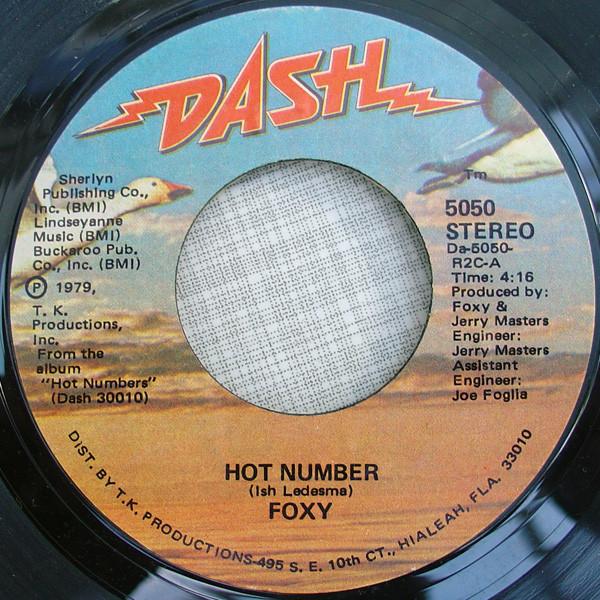 DASH
Tm
Sherlyn
Publishing Co.,
Inc. (BMI)
Lindseyanne
Music (BMI)
Buckaroo Pub.
Co., Inc. (BMI)
Ⓟ 1979,
T. K.
Productions,
Inc.
From the
album
"Hot Numbers"
(Dash 30010)
5050
STEREO
Da-5050-
R2C-A
Time: 4:16
Produced by:
Foxy &
Jerry Masters
Engineer:
Jerry Masters
Assistant
Engineer:
Joe Foglia
HOT NUMBER
(Ish Ledesma)
FOXY
DIST. BY T.K. PRODUCTIONS-495 S. E. 10th CT., HIALEAH, FLA. 33010